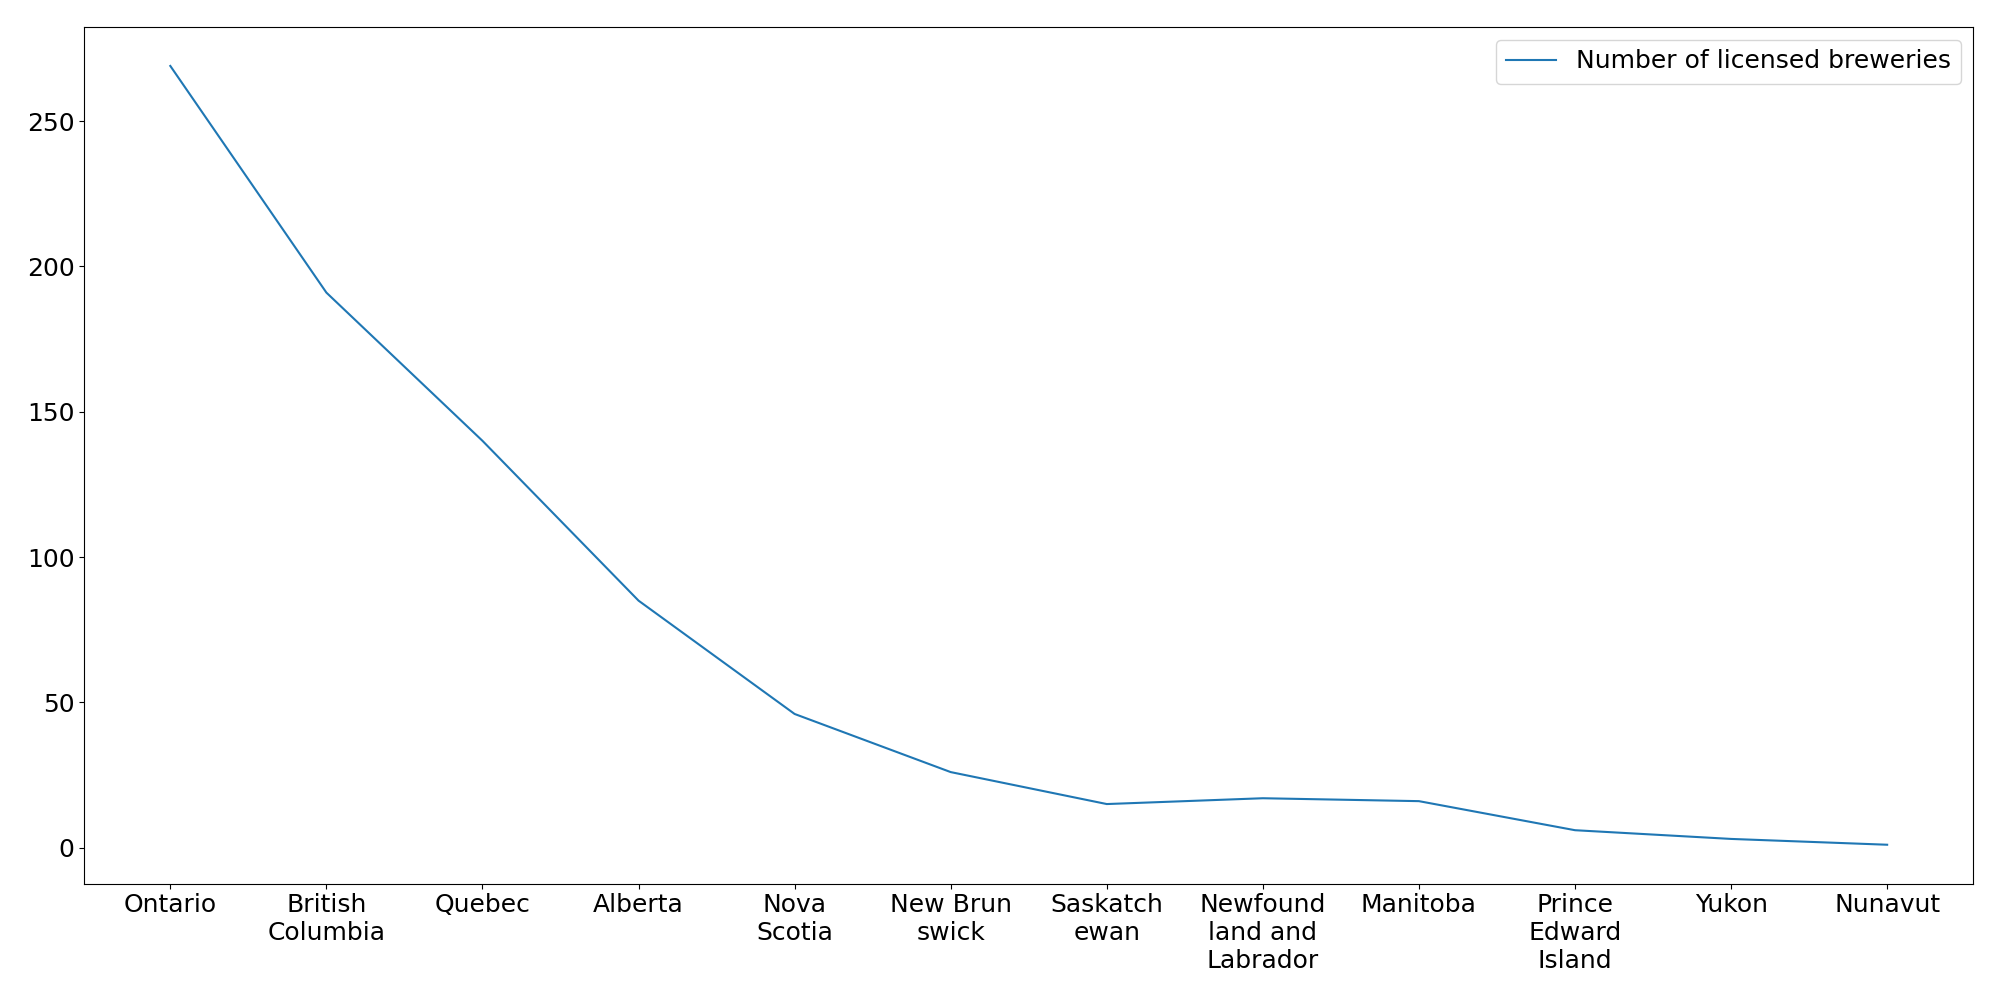 Number of licensed breweries
250
200
150
100
50
0
Ontario
British
Columbia
Quebec
Alberta
Nova
Scotia
New Brun
swick
Saskatch
ewan
Newfound
land and
Labrador
Manitoba
Prince
Edward
Island
Yukon
Nunavut